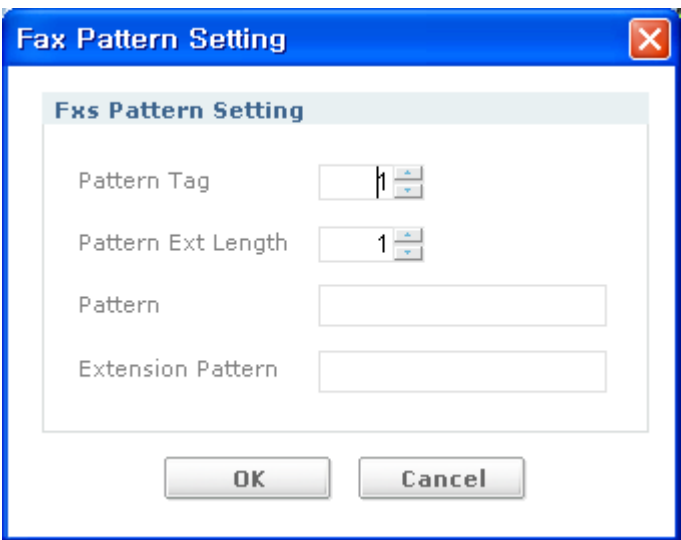 Fax Pattern Setting
Fxs Pattern Setting
Pattern Tag 1
Pattern Ext Length 1
Pattern
Extension Pattern
OK Cancel